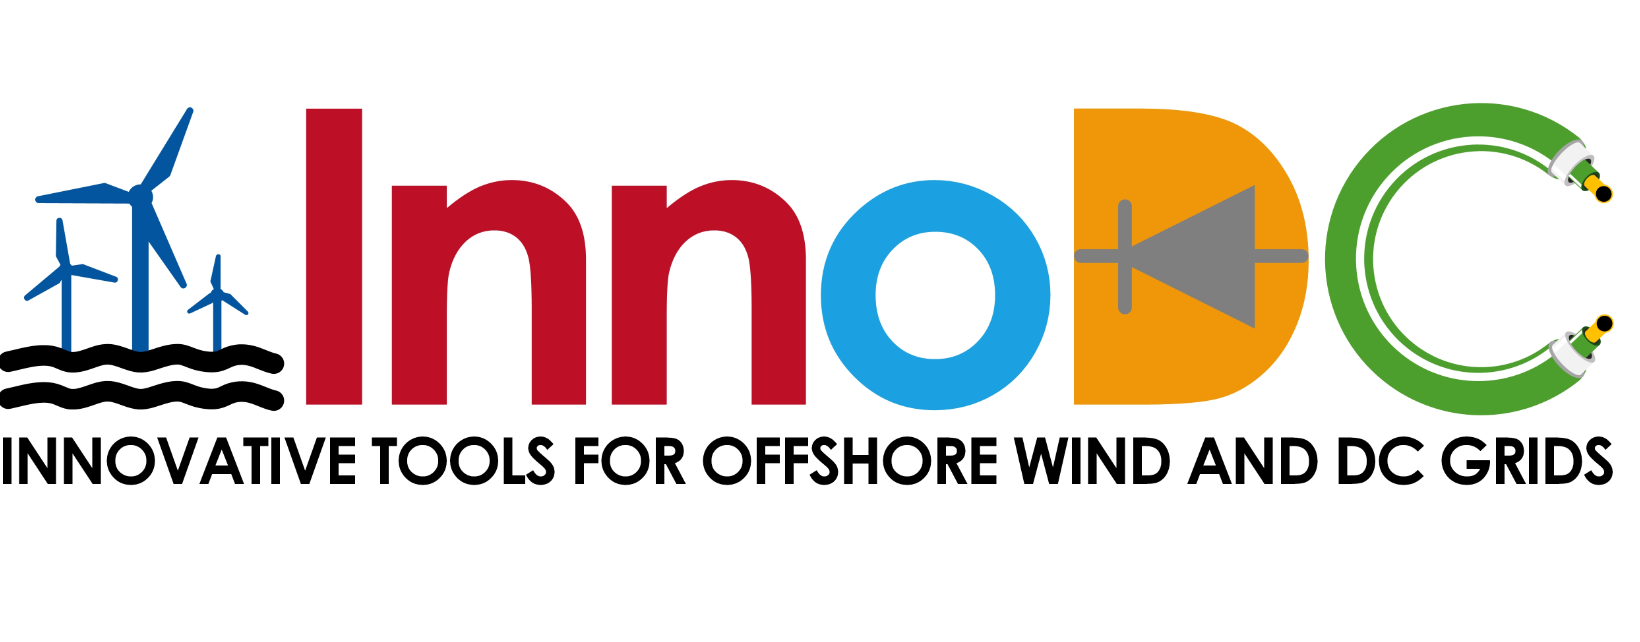 InnoDC
INNOVATIVE TOOLS FOR OFFSHORE WIND AND DC GRIDS